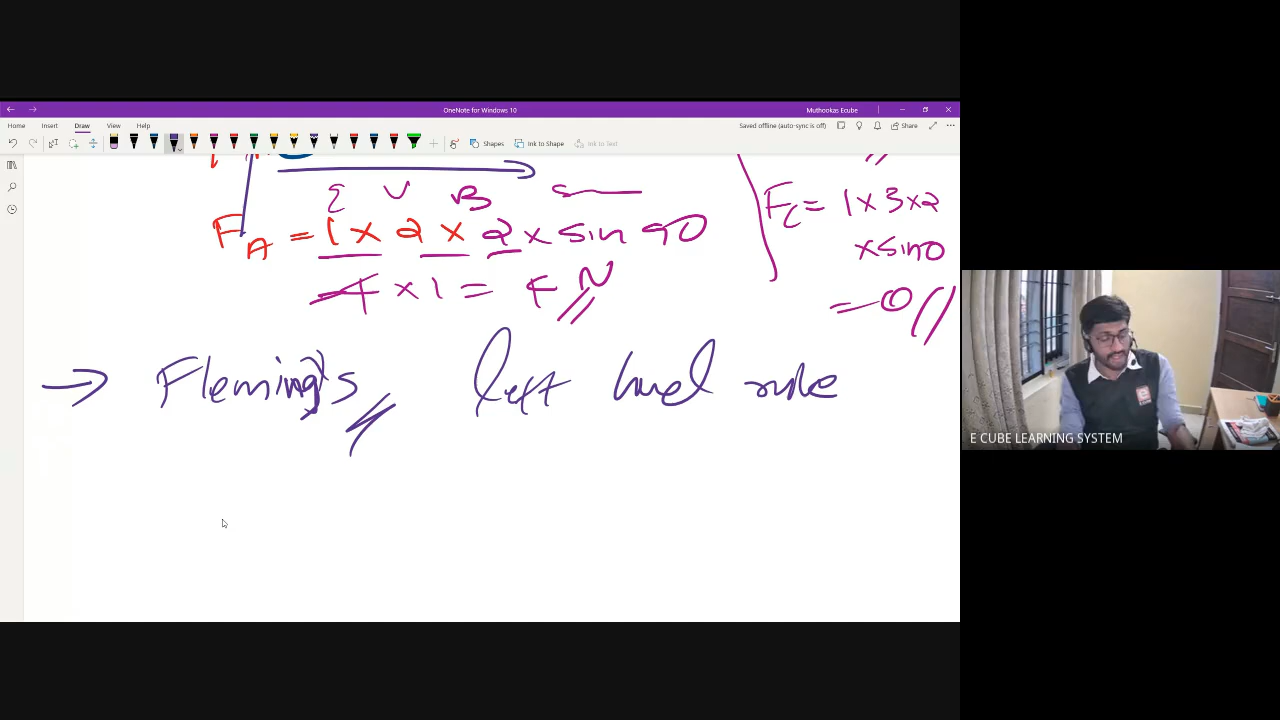 OneNote for Windows 10
Muthookas Ecube
Home Insert Draw View Help
Saved offline (auto-sync is off) Share
Shapes Ink to Shape Ink to Text
V B
F_A = 1 x 2 x 2 x sin 90
4 x 1 = 4 N
F_C = 1 x 3 x 2
x sin 0
= 0 //
→ Fleming's left hand rule
E CUBE LEARNING SYSTEM